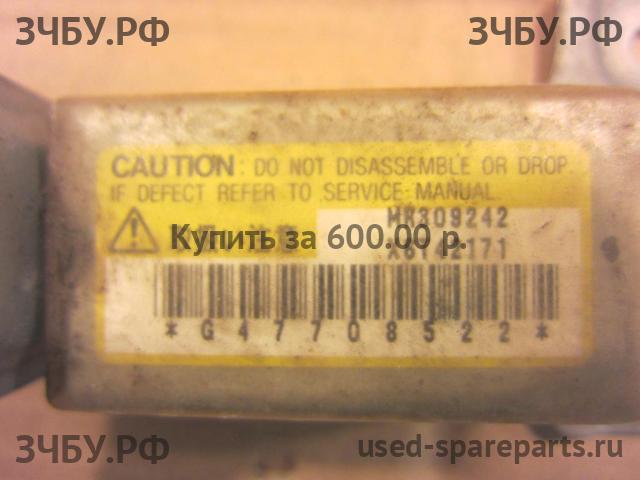 ЗЧБУ.РФ ЗЧБУ.РФ
CAUTION: DO NOT DISASSEMBLE OR DROP.
IF DEFECT REFER TO SERVICE MANUAL.
MR309242
Купить за 600.00 р.
X6T42171
*G47708522*
ЗЧБУ.РФ used-spareparts.ru